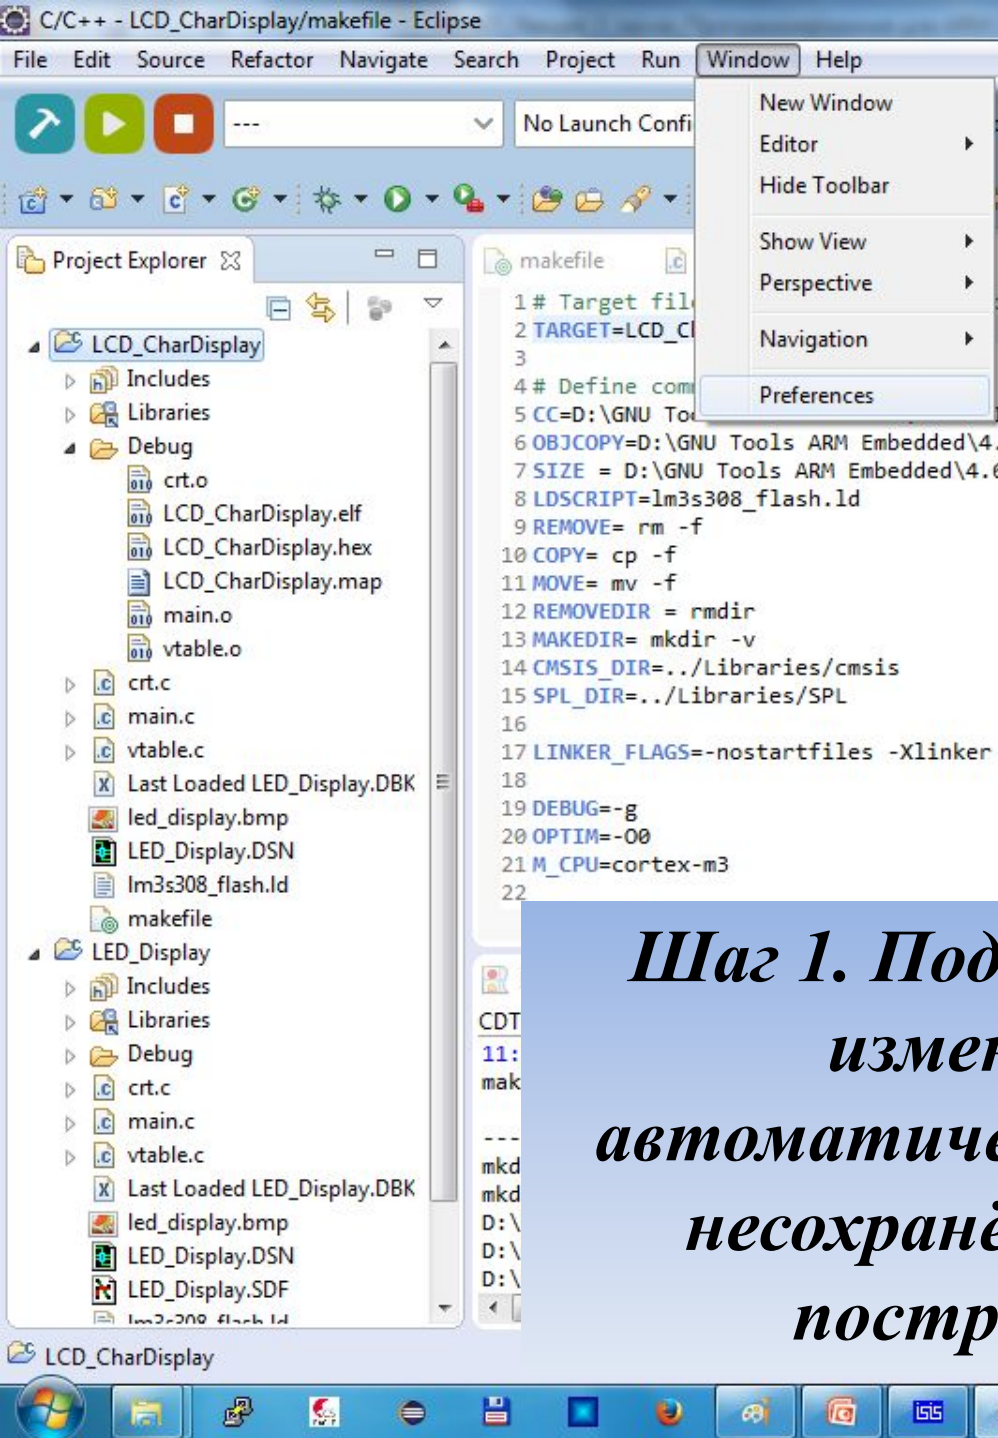 C/C++ - LCD_CharDisplay/makefile - Eclipse
File Edit Source Refactor Navigate Search Project Run Window Help
---
No Launch Confi
New Window
Editor
Hide Toolbar
Show View
Perspective
Navigation
Preferences
Project Explorer
LCD_CharDisplay
Includes
Libraries
Debug
crt.o
LCD_CharDisplay.elf
LCD_CharDisplay.hex
LCD_CharDisplay.map
main.o
vtable.o
crt.c
main.c
vtable.c
Last Loaded LED_Display.DBK
led_display.bmp
LED_Display.DSN
lm3s308_flash.ld
makefile
LED_Display
Includes
Libraries
Debug
crt.c
main.c
vtable.c
Last Loaded LED_Display.DBK
led_display.bmp
LED_Display.DSN
LED_Display.SDF
lm3s308_flash.ld
makefile
1 # Target fil
2 TARGET=LCD_C
3
4 # Define com
5 CC=D:\GNU To
6 OBJCOPY=D:\GNU Tools ARM Embedded\4.
7 SIZE = D:\GNU Tools ARM Embedded\4.
8 LDSCRIPT=lm3s308_flash.ld
9 REMOVE= rm -f
10 COPY= cp -f
11 MOVE= mv -f
12 REMOVEDIR = rmdir
13 MAKEDIR= mkdir -v
14 CMSIS_DIR=../Libraries/cmsis
15 SPL_DIR=../Libraries/SPL
16
17 LINKER_FLAGS=-nostartfiles -Xlinker
18
19 DEBUG=-g
20 OPTIM=-O0
21 M_CPU=cortex-m3
22
CDT
11:
mak
---
mkd
mkd
D:\
D:\
D:\
Шаг 1. Под
измен
автоматиче
несохранё
постр
LCD_CharDisplay
isis